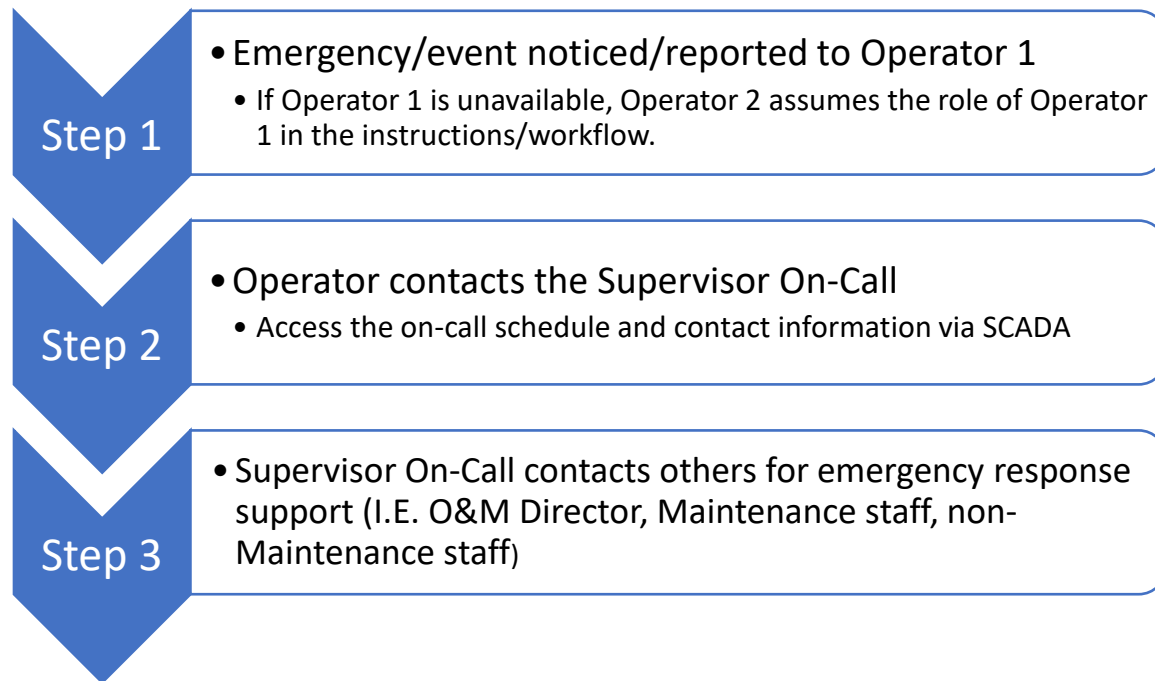 Step 1
• Emergency/event noticed/reported to Operator 1
• If Operator 1 is unavailable, Operator 2 assumes the role of Operator
1 in the instructions/workflow.
Step 2
• Operator contacts the Supervisor On-Call
• Access the on-call schedule and contact information via SCADA
Step 3
• Supervisor On-Call contacts others for emergency response
support (I.E. O&M Director, Maintenance staff, non-
Maintenance staff)